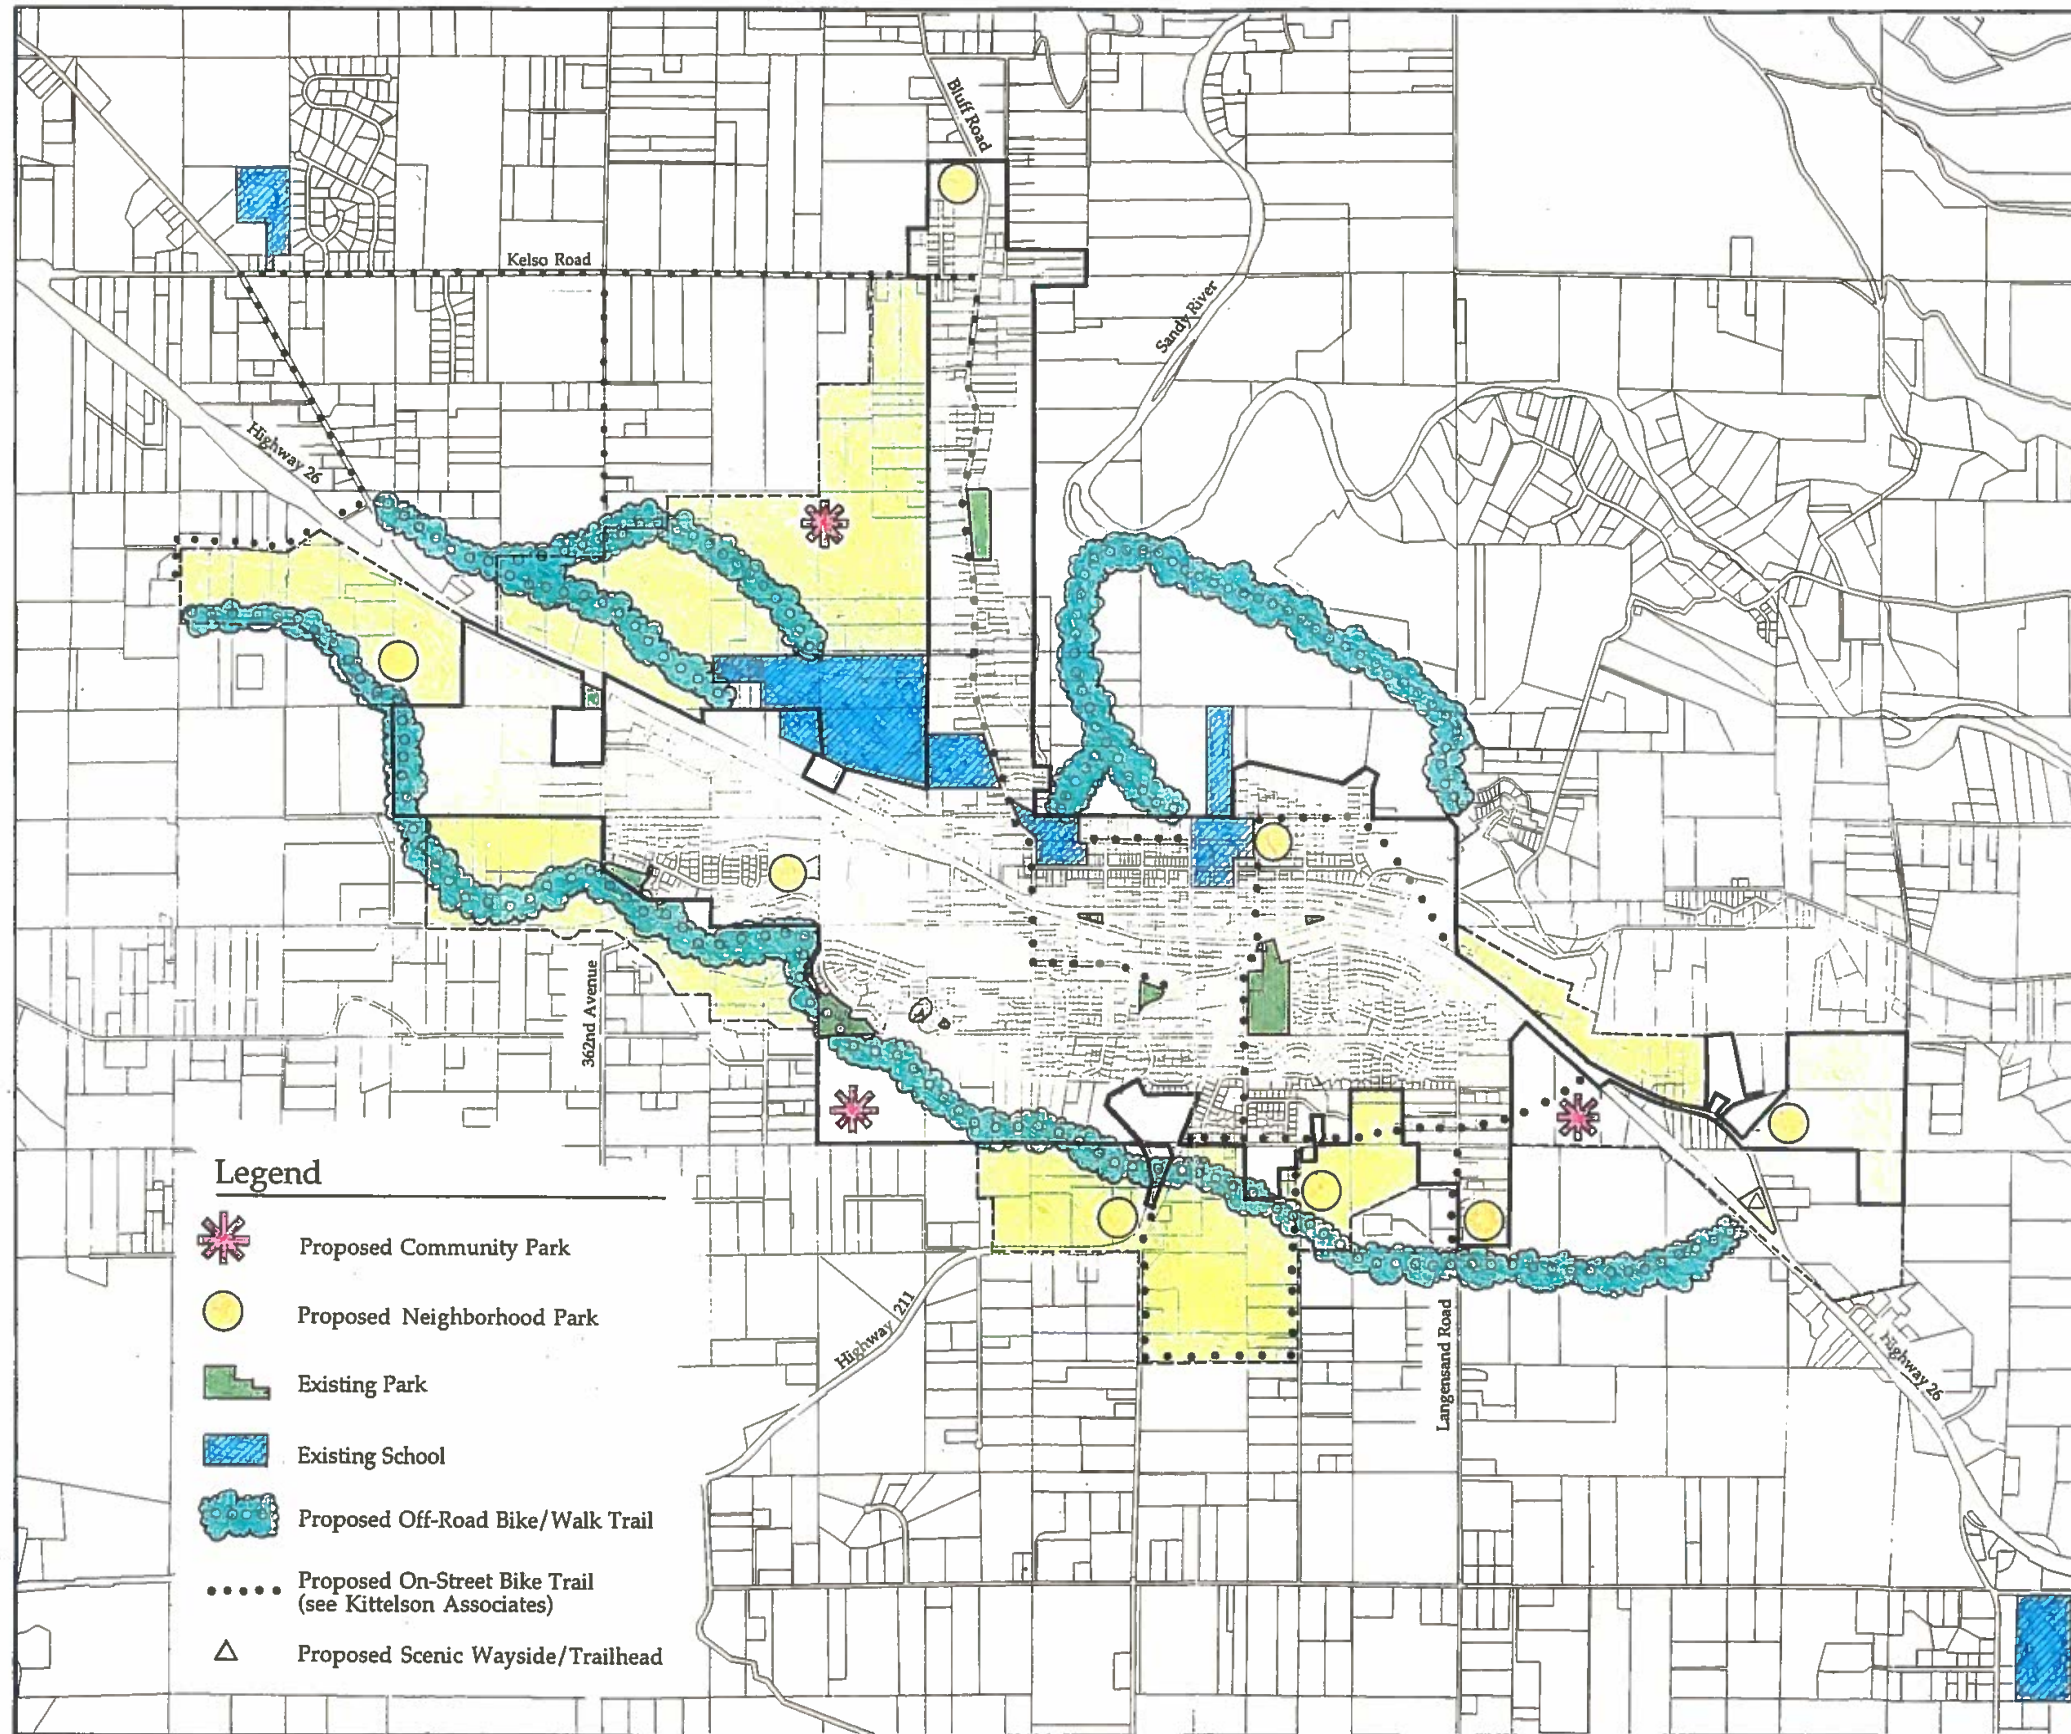 Bluff Road
Kelso Road
Sandy River
Highway 26
362nd Avenue
Legend
Proposed Community Park
Proposed Neighborhood Park
Existing Park
Existing School
Proposed Off-Road Bike/Walk Trail
Proposed On-Street Bike Trail
(see Kittelson Associates)
Proposed Scenic Wayside/Trailhead
Highway 211
Langensand Road
Highway 26